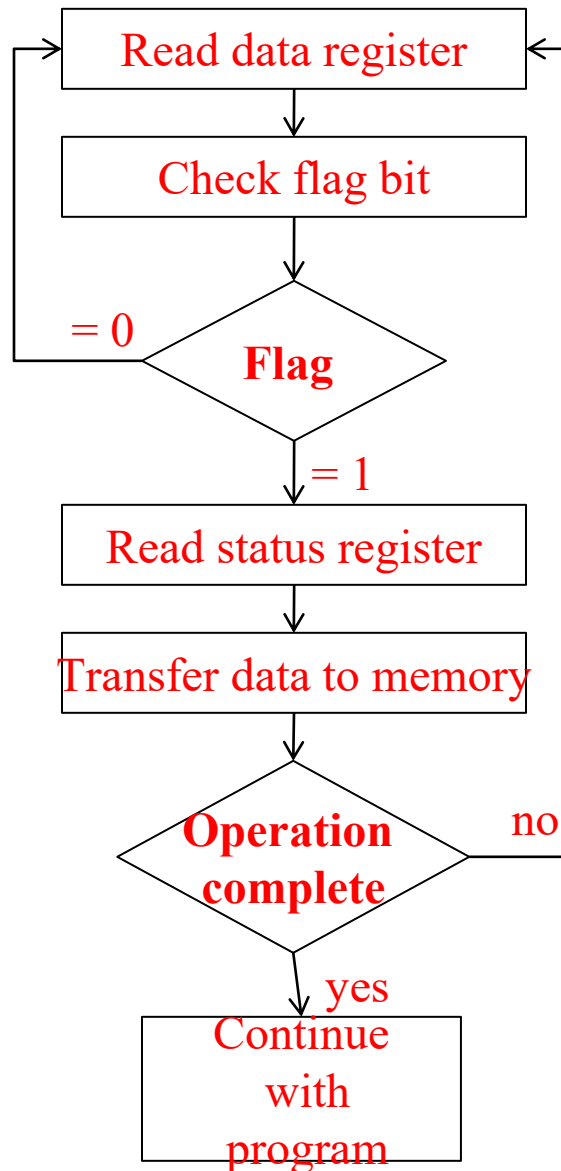 Read data register
Check flag bit
= 0
Flag
= 1
Read status register
Transfer data to memory
Operation
complete
no
yes
Continue
with
program